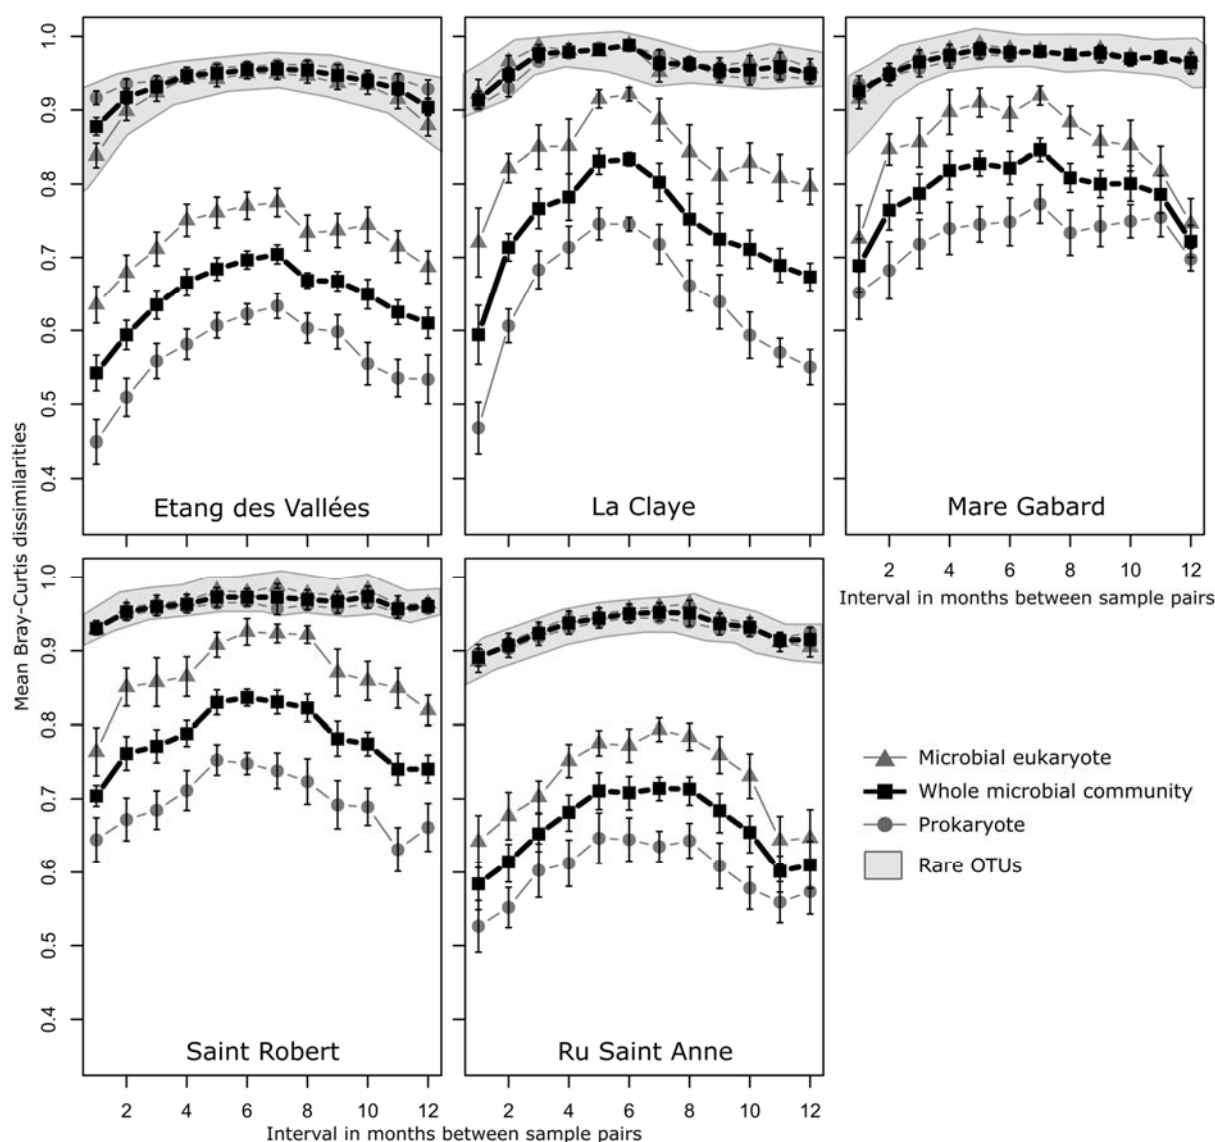 Mean Bray-Curtis dissimilarities
1.0
0.9
0.8
0.7
0.6
0.5
0.4
Etang des Vallées
La Claye
Mare Gabard
2 4 6 8 10 12
Interval in months between sample pairs
1.0
0.9
0.8
0.7
0.6
0.5
0.4
Saint Robert
Ru Saint Anne
Microbial eukaryote
Whole microbial community
Prokaryote
Rare OTUs
2 4 6 8 10 12
2 4 6 8 10 12
Interval in months between sample pairs